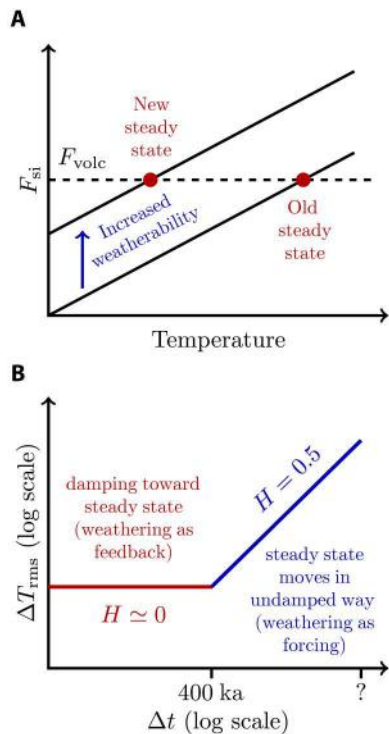 A
New
steady
state
F_volc
F_si
Increased
weatherability
Old
steady
state
Temperature
B
ΔT_rms (log scale)
damping toward
steady state
(weathering as
feedback)
H ≃ 0
H = 0.5
steady state
moves in
undamped way
(weathering as
forcing)
400 ka
?
Δt (log scale)